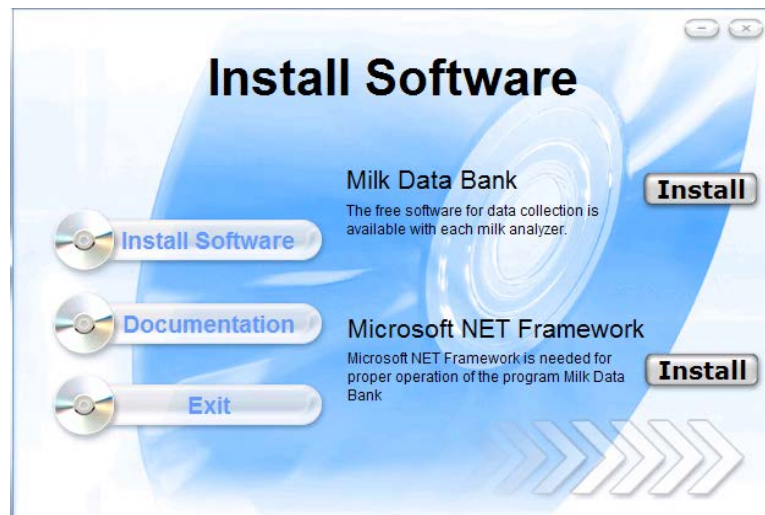 Install Software
Milk Data Bank
Install
The free software for data collection is
available with each milk analyzer.
Install Software
Documentation
Exit
Microsoft NET Framework
Microsoft NET Framework is needed for
proper operation of the program Milk Data
Bank
Install